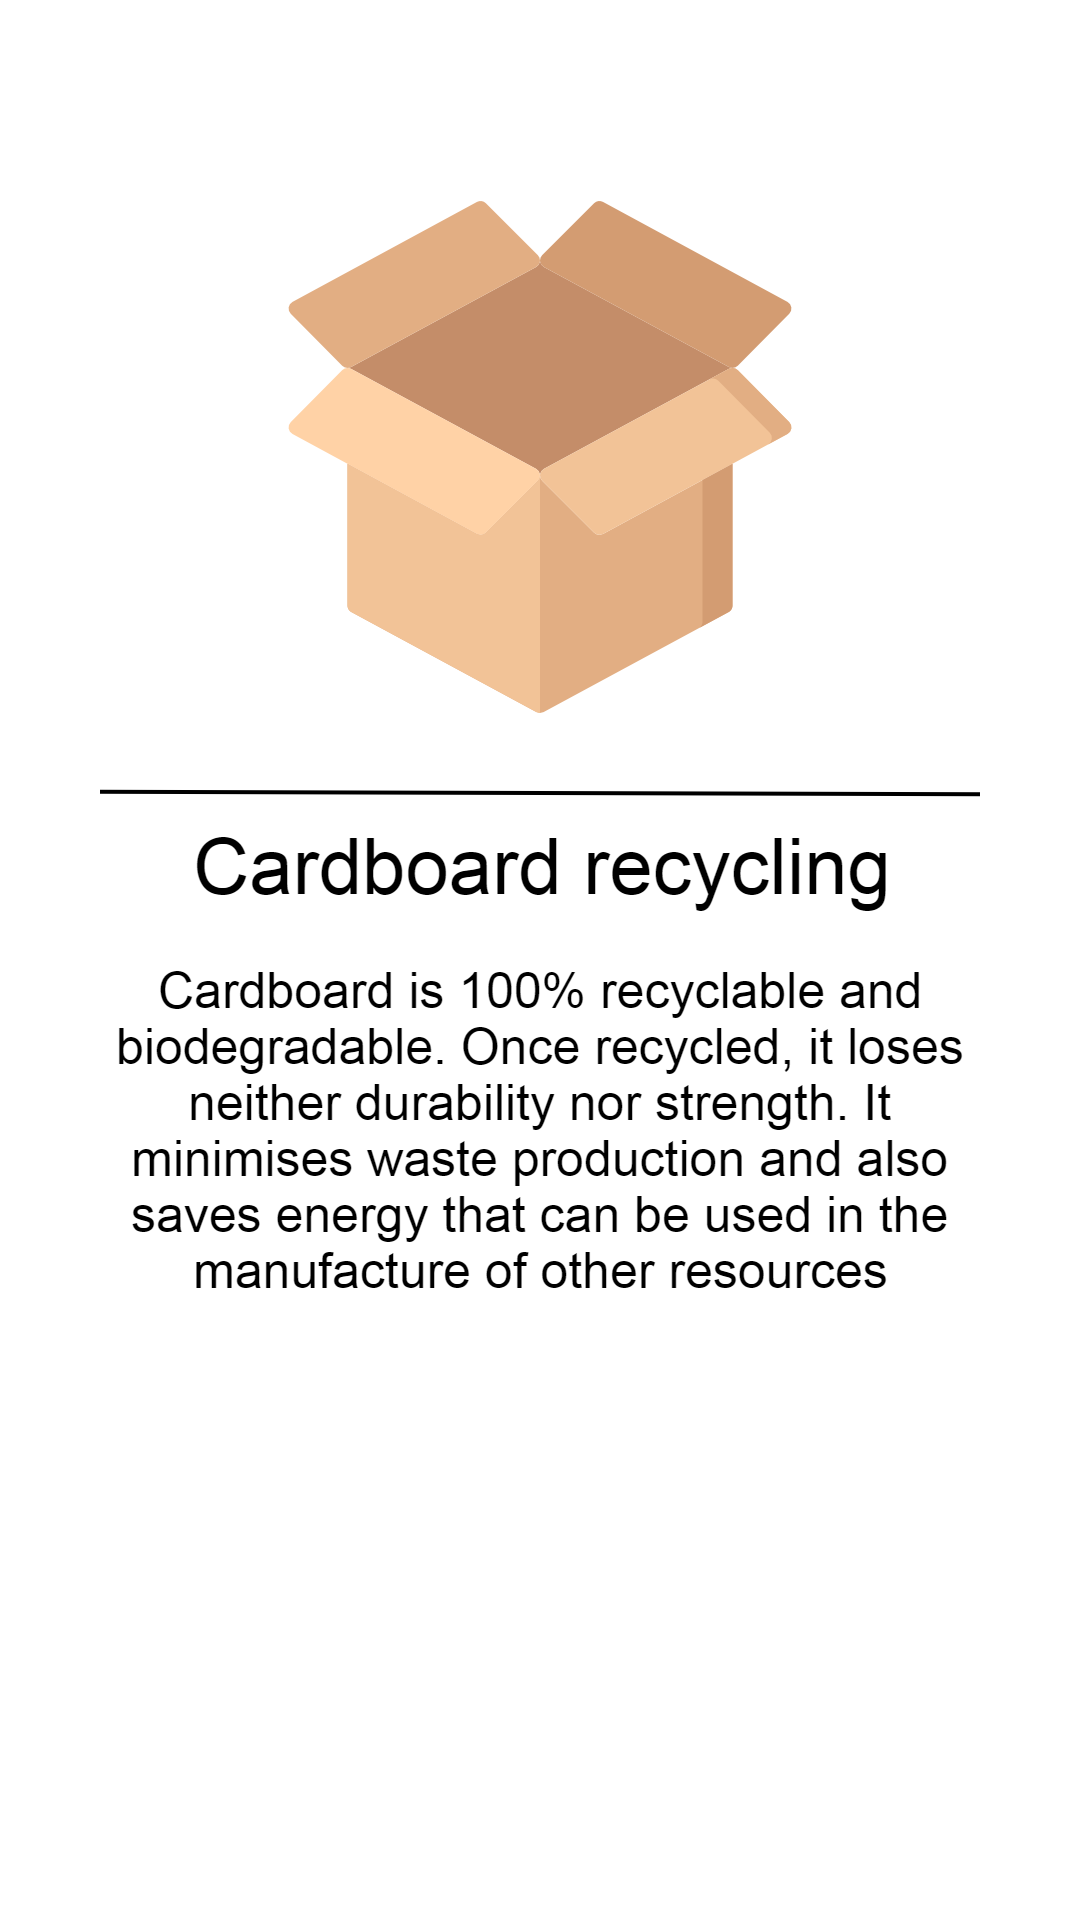 Cardboard recycling
Cardboard is 100% recyclable and
biodegradable. Once recycled, it loses
neither durability nor strength. It
minimises waste production and also
saves energy that can be used in the
manufacture of other resources